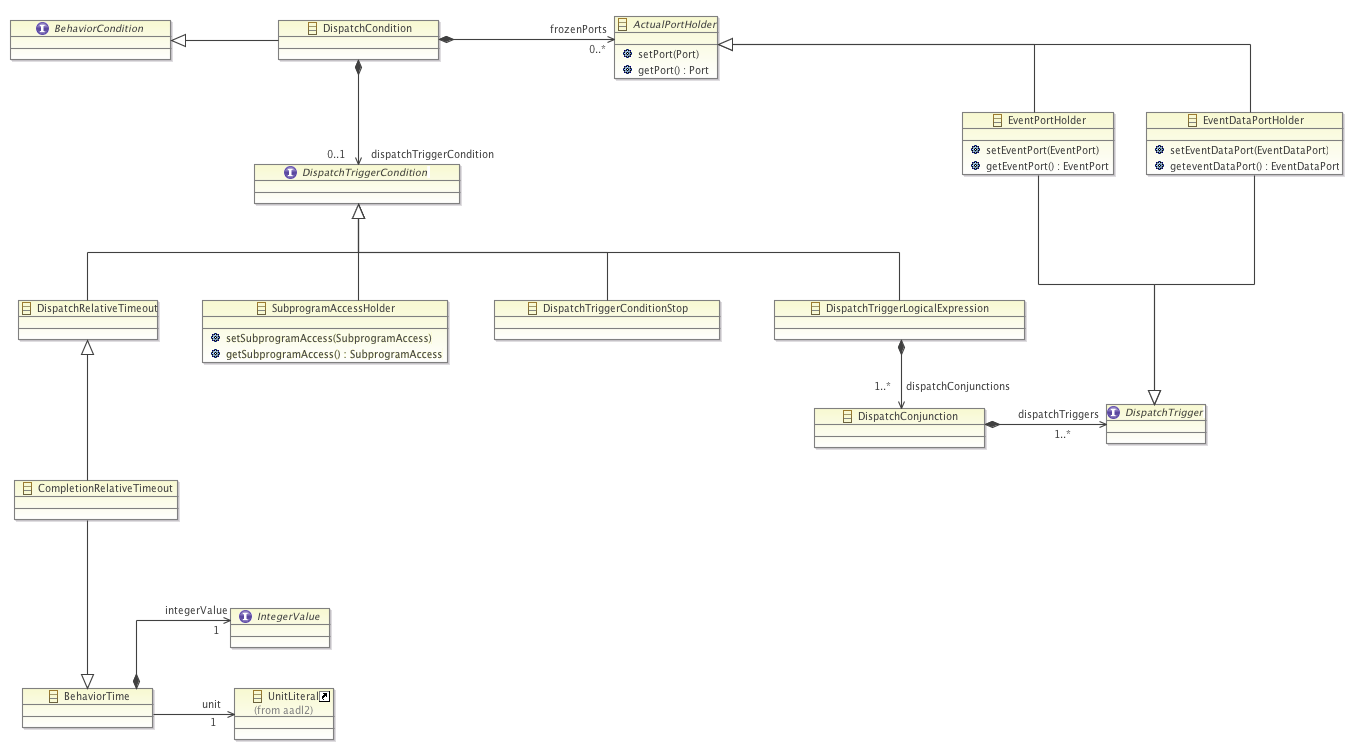 BehaviorCondition
DispatchCondition
frozenPorts
0..*
ActualPortHolder
setPort(Port)
getPort() : Port
EventPortHolder
setEventPort(EventPort)
getEventPort() : EventPort
EventDataPortHolder
setEventDataPort(EventDataPort)
geteventDataPort() : EventDataPort
0..1
dispatchTriggerCondition
DispatchTriggerCondition
DispatchRelativeTimeout
SubprogramAccessHolder
setSubprogramAccess(SubprogramAccess)
getSubprogramAccess() : SubprogramAccess
DispatchTriggerConditionStop
DispatchTriggerLogicalExpression
1..*
dispatchConjunctions
DispatchConjunction
dispatchTriggers
1..*
DispatchTrigger
CompletionRelativeTimeout
integerValue
1
IntegerValue
BehaviorTime
unit
1
UnitLiteral
(from aadl2)